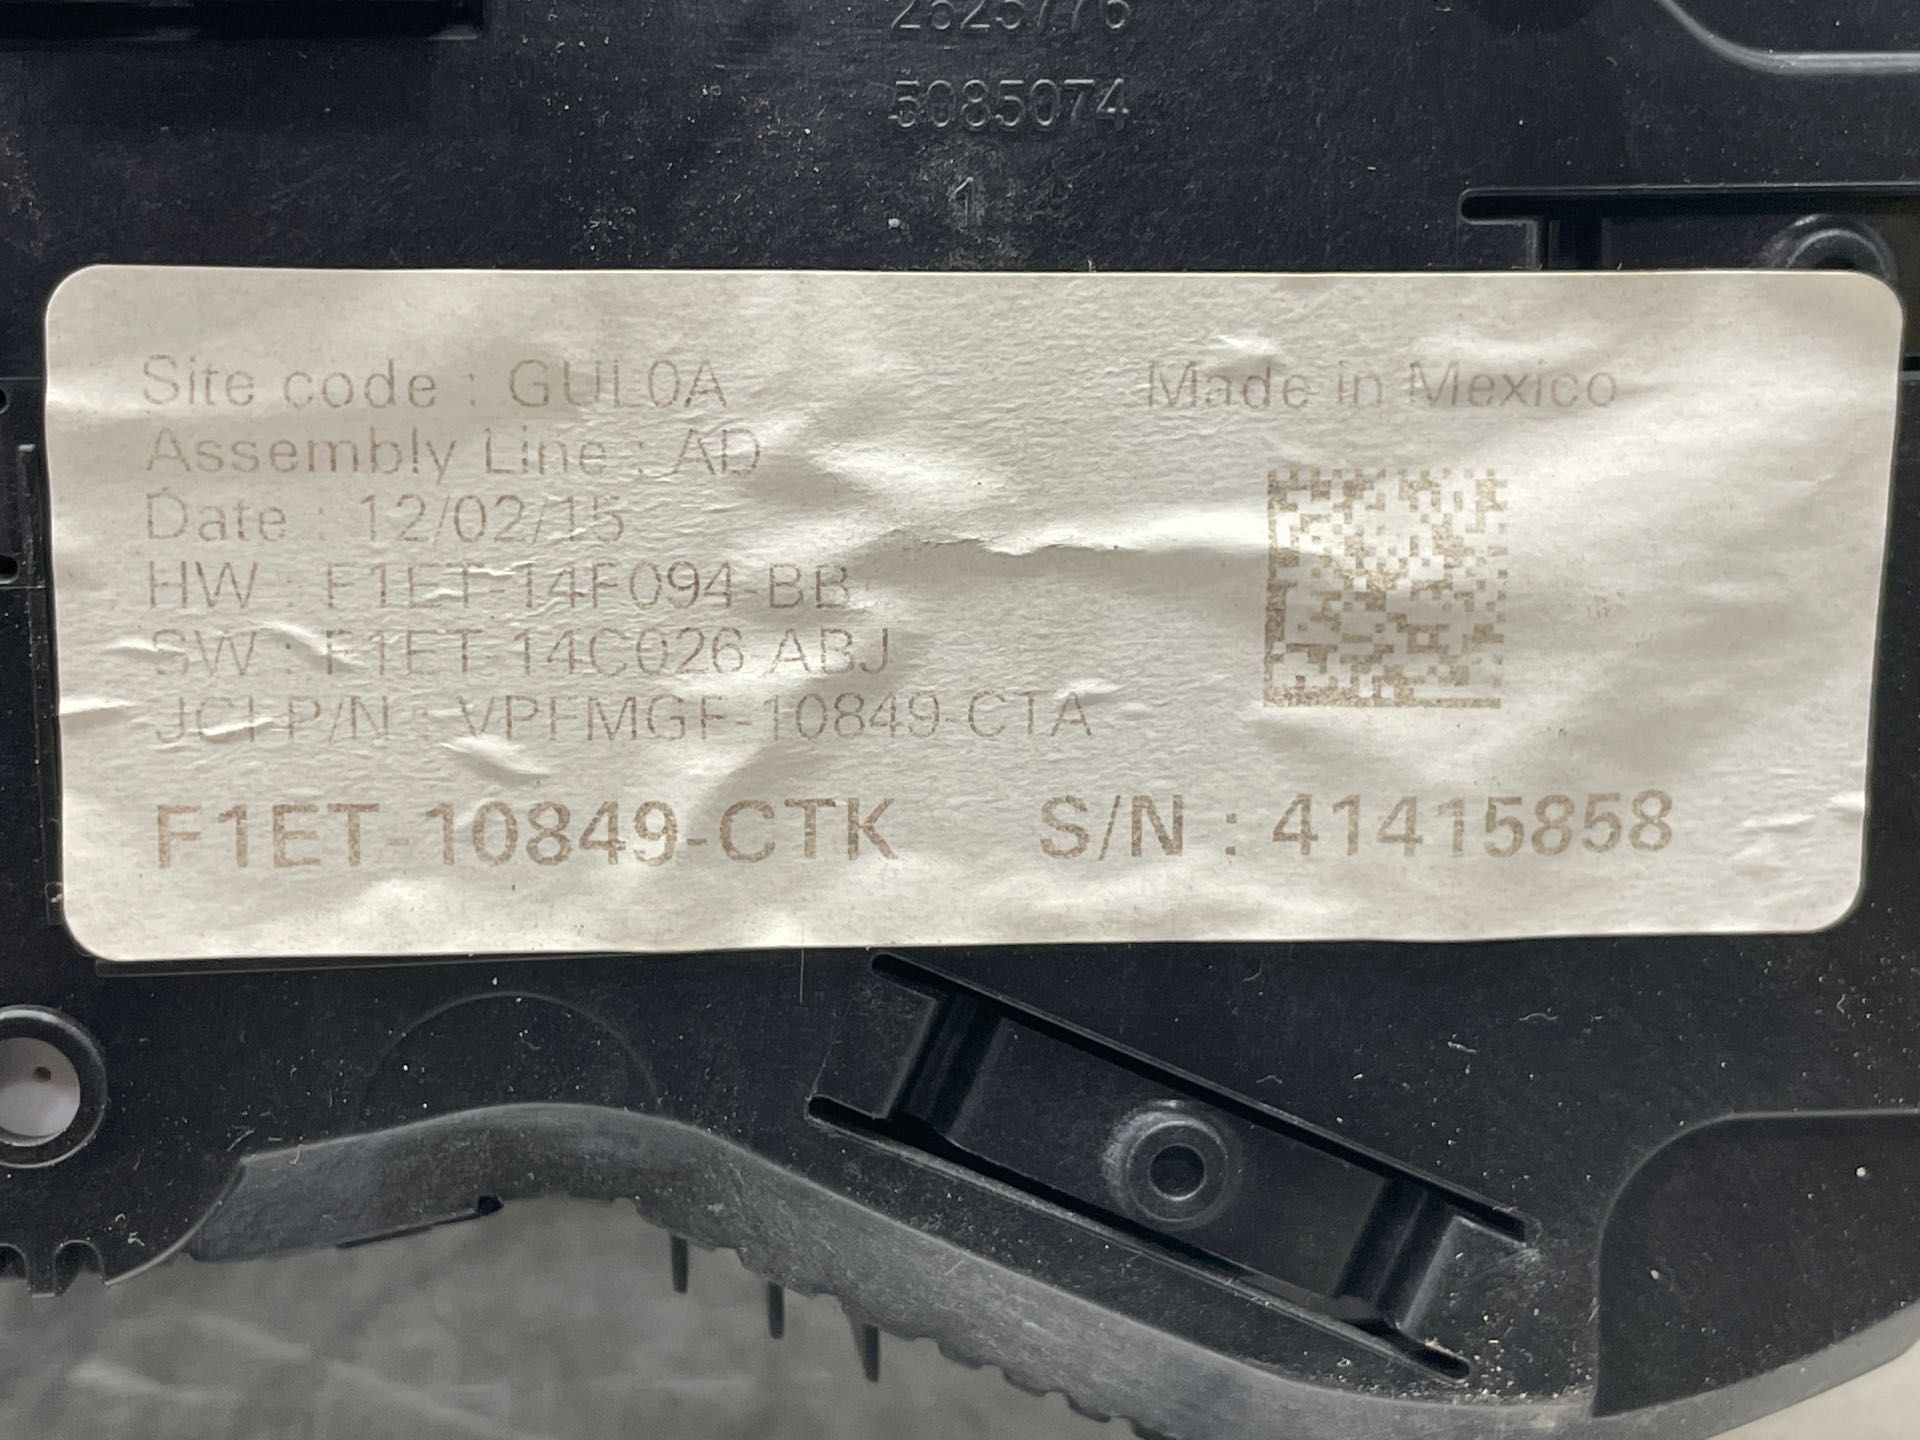 2625776
5085074
1
Site code : GUL0A
Made in Mexico
Assembly Line : AD
Date : 12/02/15
HW : F1ET-14F094-BB
SW : F1ET-14C026-ABJ
JCI-P/N : VPFMGF-10849-CTA
F1ET-10849-CTK
S/N : 41415858